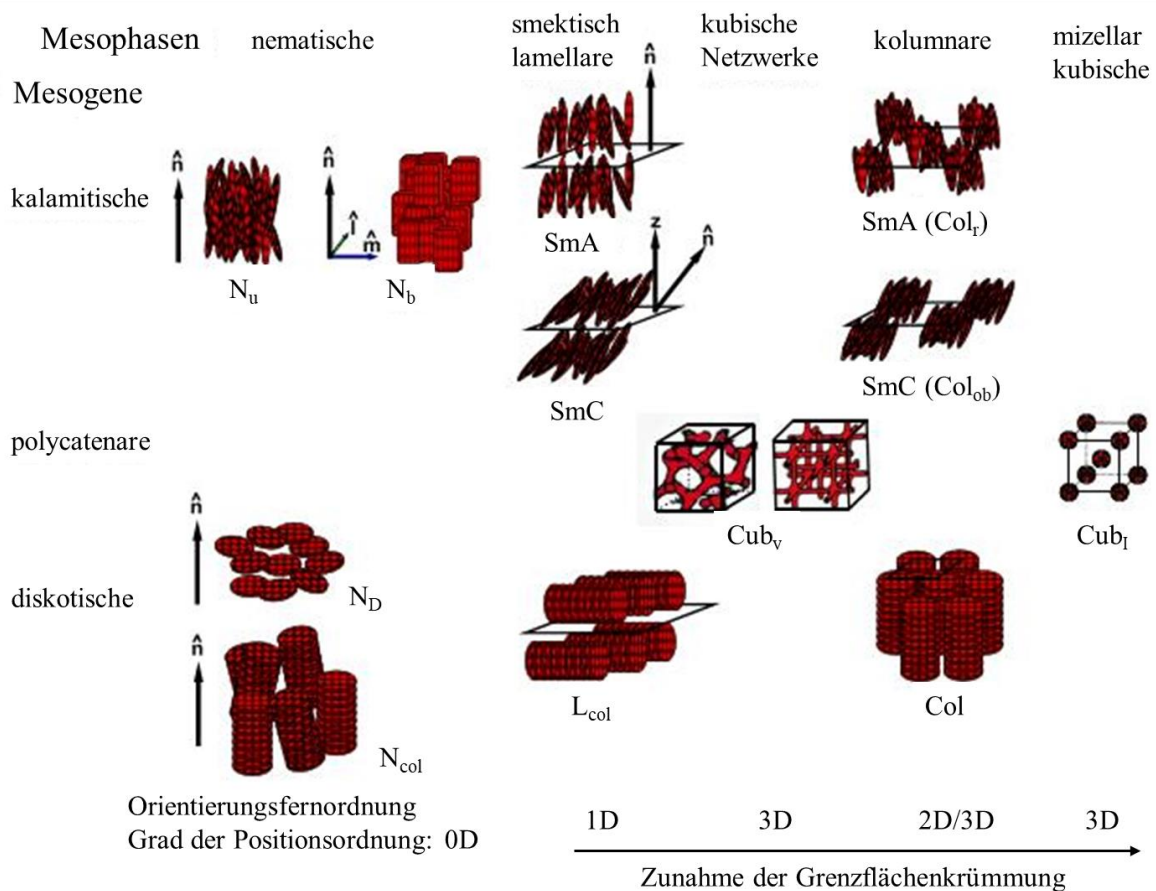 Mesophasen
nematische
smektisch
lamellare
kubische
Netzwerke
kolumnare
mizellar
kubische
Mesogene
kalamitische
n̂
N_u
n̂
l̂
m̂
N_b
n̂
SmA
SmA (Col_r)
z
n̂
SmC
SmC (Col_ob)
polycatenare
Cub_v
Cub_I
diskotische
n̂
N_D
n̂
N_col
L_col
Col
Orientierungsfernordnung
Grad der Positionsordnung: 0D
1D
3D
2D/3D
3D
Zunahme der Grenzflächenkrümmung